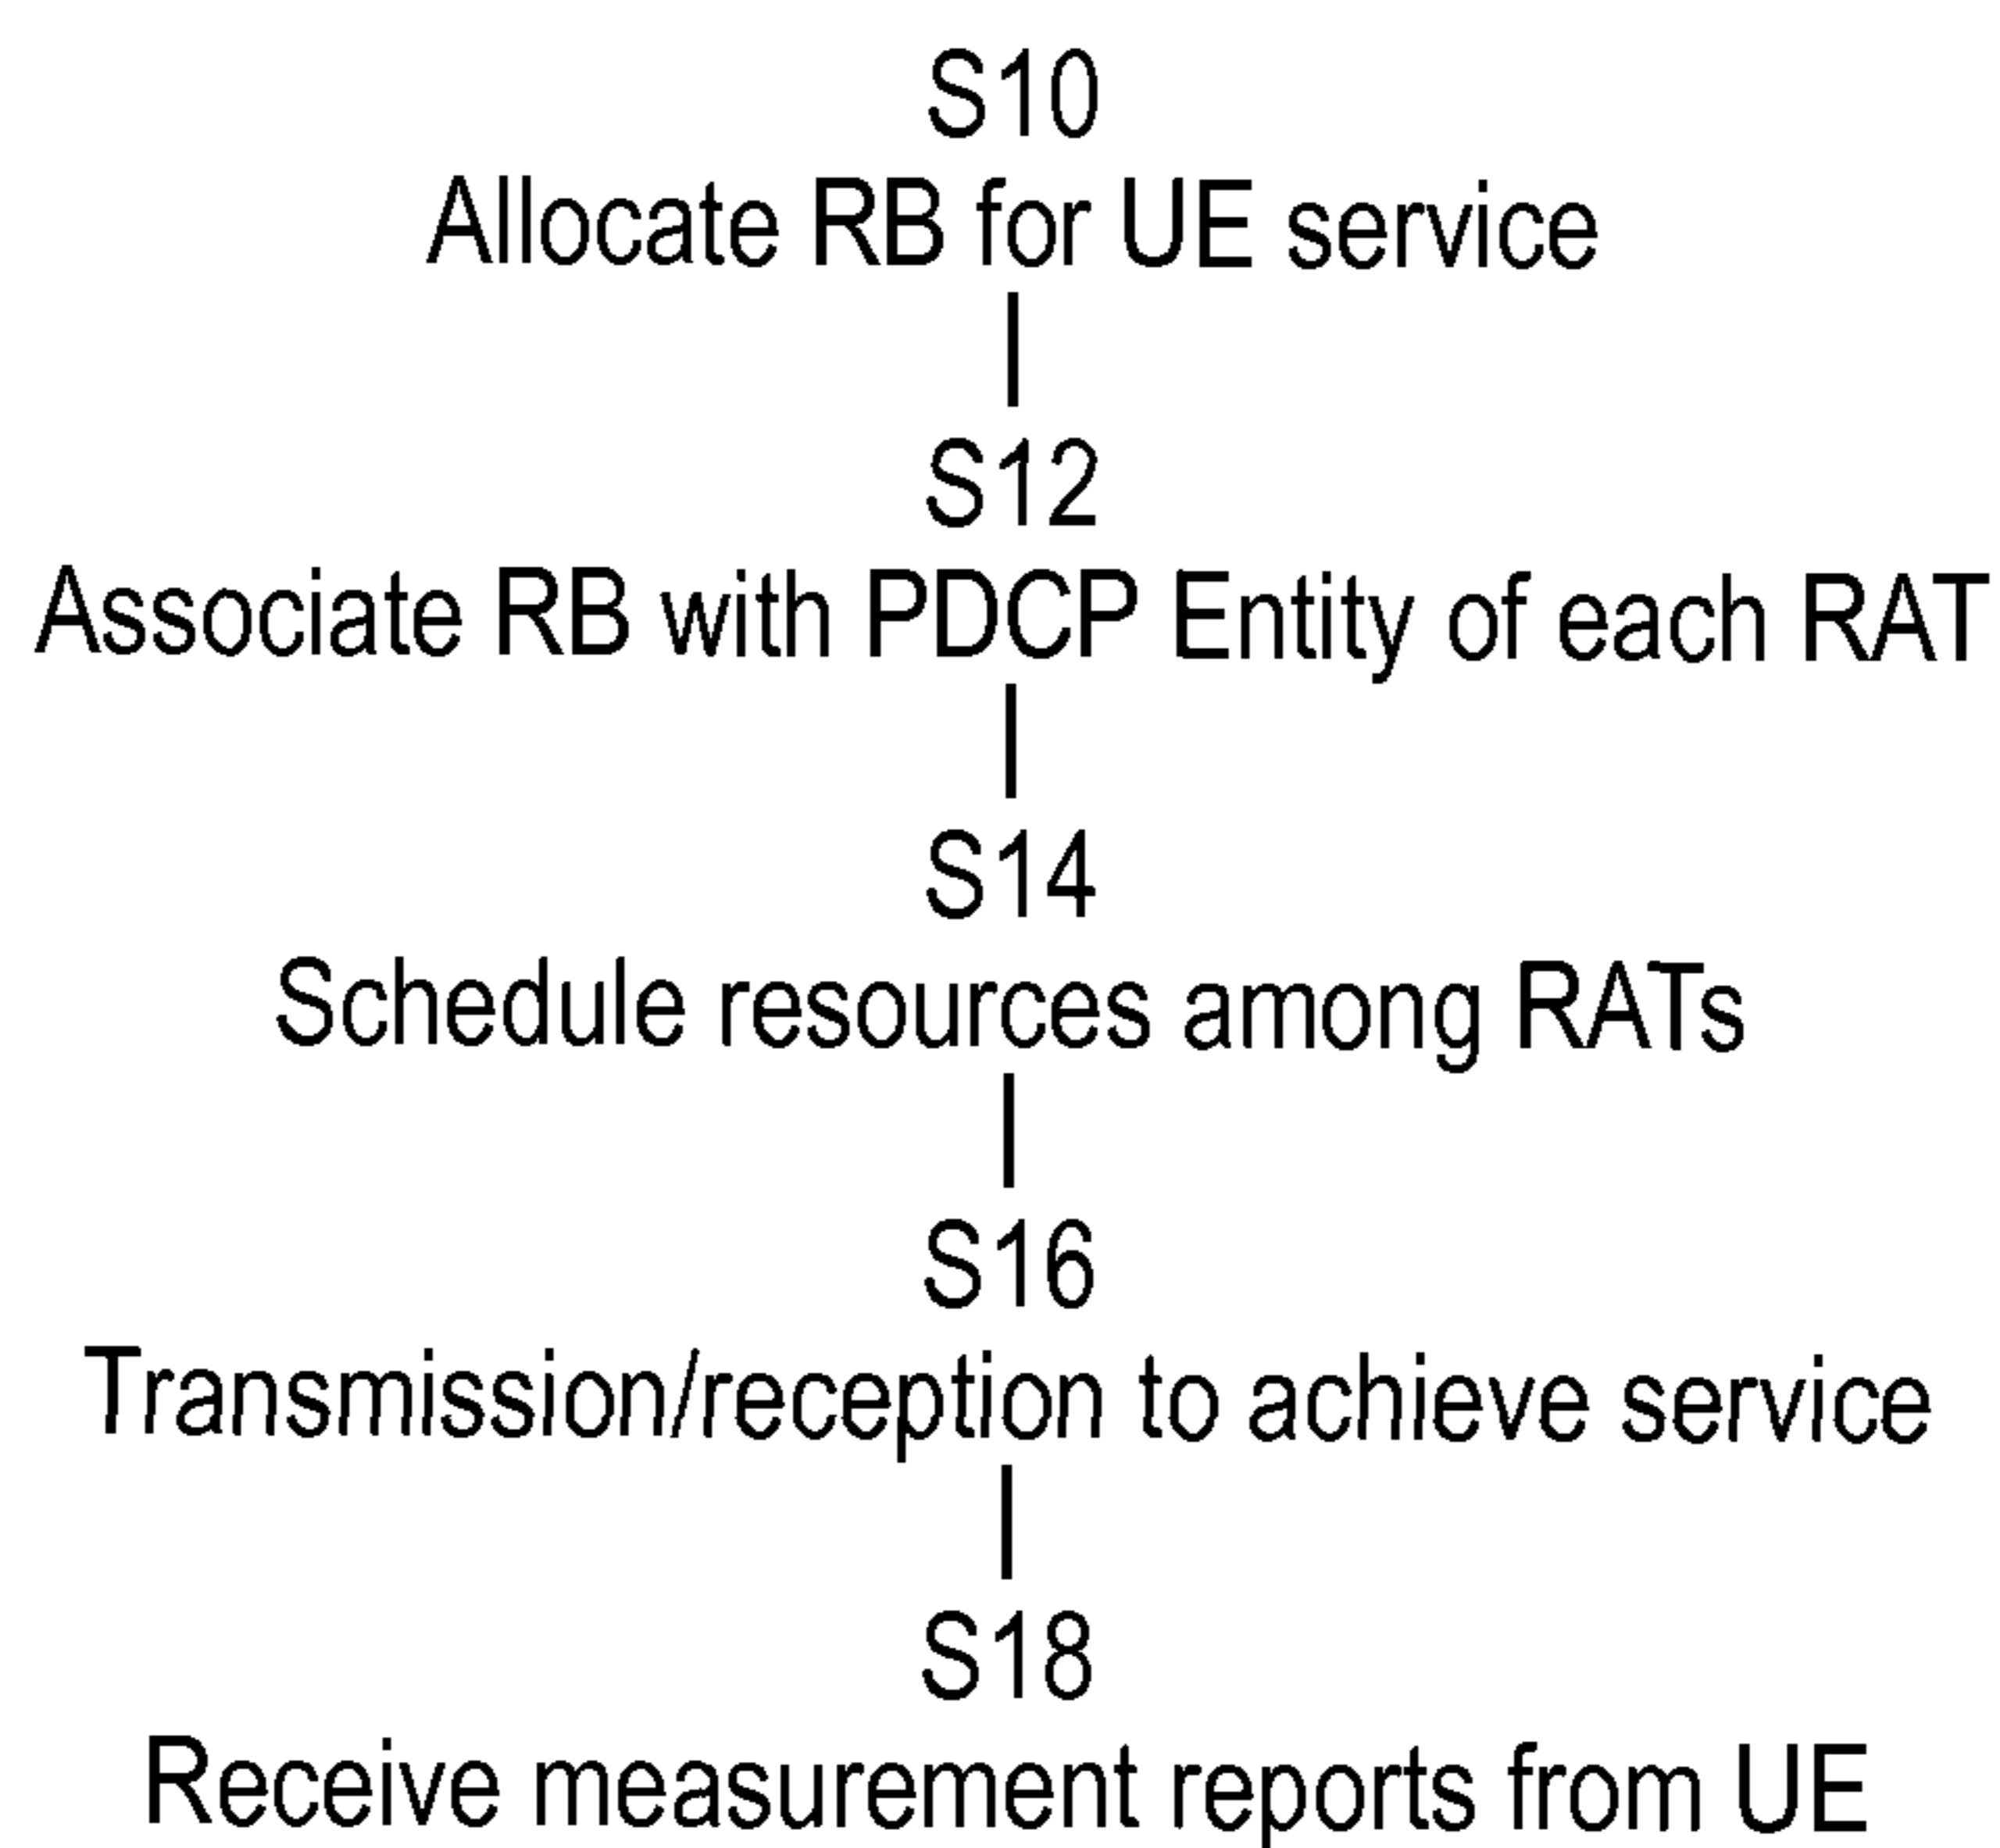 S10
Allocate RB for UE service
S12
Associate RB with PDCP Entity of each RAT
S14
Schedule resources among RATs
S16
Transmission/reception to achieve service
S18
Receive measurement reports from UE